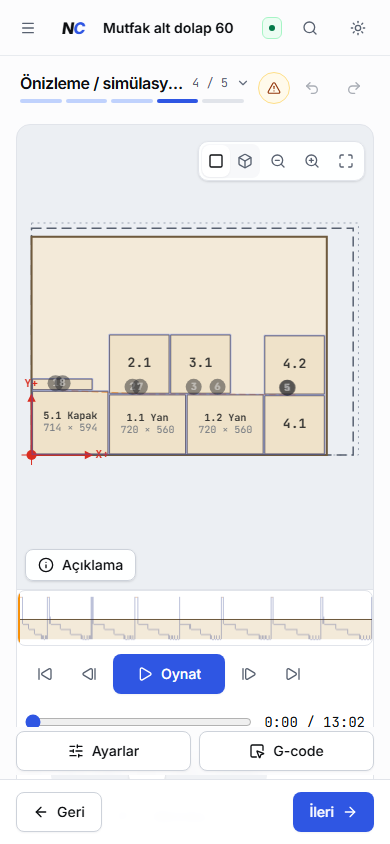 NC Mutfak alt dolap 60
Önizleme / simülasy... 4 / 5
2.1
3.1
4.2
3
6
5
Y+
5.1 Kapak
714 × 594
1.1 Yan
720 × 560
1.2 Yan
720 × 560
4.1
X+
Açıklama
Oynat
0:00 / 13:02
Ayarlar
G-code
Geri
İleri